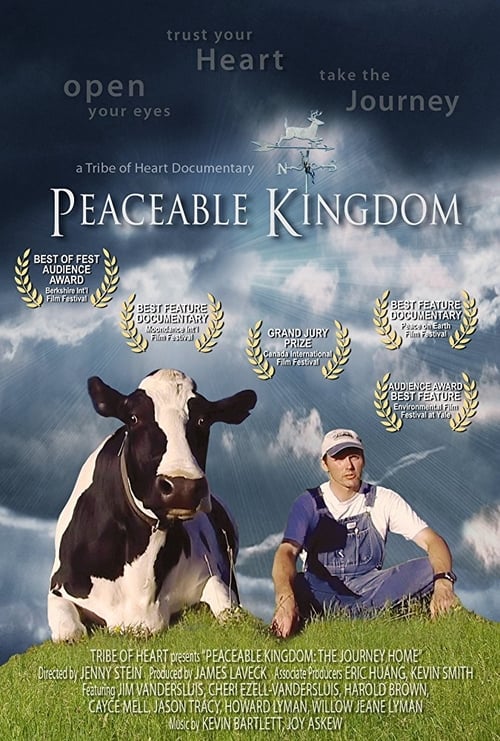 trust your
Heart
open
your eyes
take the
Journey
a Tribe of Heart Documentary
N
PEACEABLE KINGDOM
BEST OF FEST
AUDIENCE
AWARD
Berkshire Int'l
Film Festival
BEST FEATURE
DOCUMENTARY
Moondance Int'l
Film Festival
GRAND JURY
PRIZE
Canada International
Film Festival
BEST FEATURE
DOCUMENTARY
Peace on Earth
Film Festival
AUDIENCE AWARD
BEST FEATURE
Environmental Film
Festival at Yale
TRIBE OF HEART presents "PEACEABLE KINGDOM: THE JOURNEY HOME"
Directed by JENNY STEIN Produced by JAMES LAVECK Associate Producers ERIC HUANG, KEVIN SMITH
Featuring JIM VANDERSLUIS, CHERI EZELL-VANDERSLUIS, HAROLD BROWN,
CAYCE MELL, JASON TRACY, HOWARD LYMAN, WILLOW JEANE LYMAN
Music by KEVIN BARTLETT, JOY ASKEW